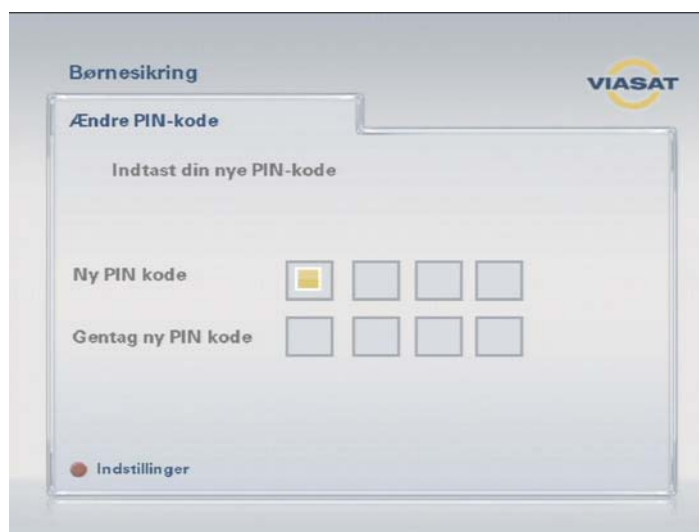 Børnesikring
VIASAT
Ændre PIN-kode
Indtast din nye PIN-kode
Ny PIN kode
Gentag ny PIN kode
Indstillinger